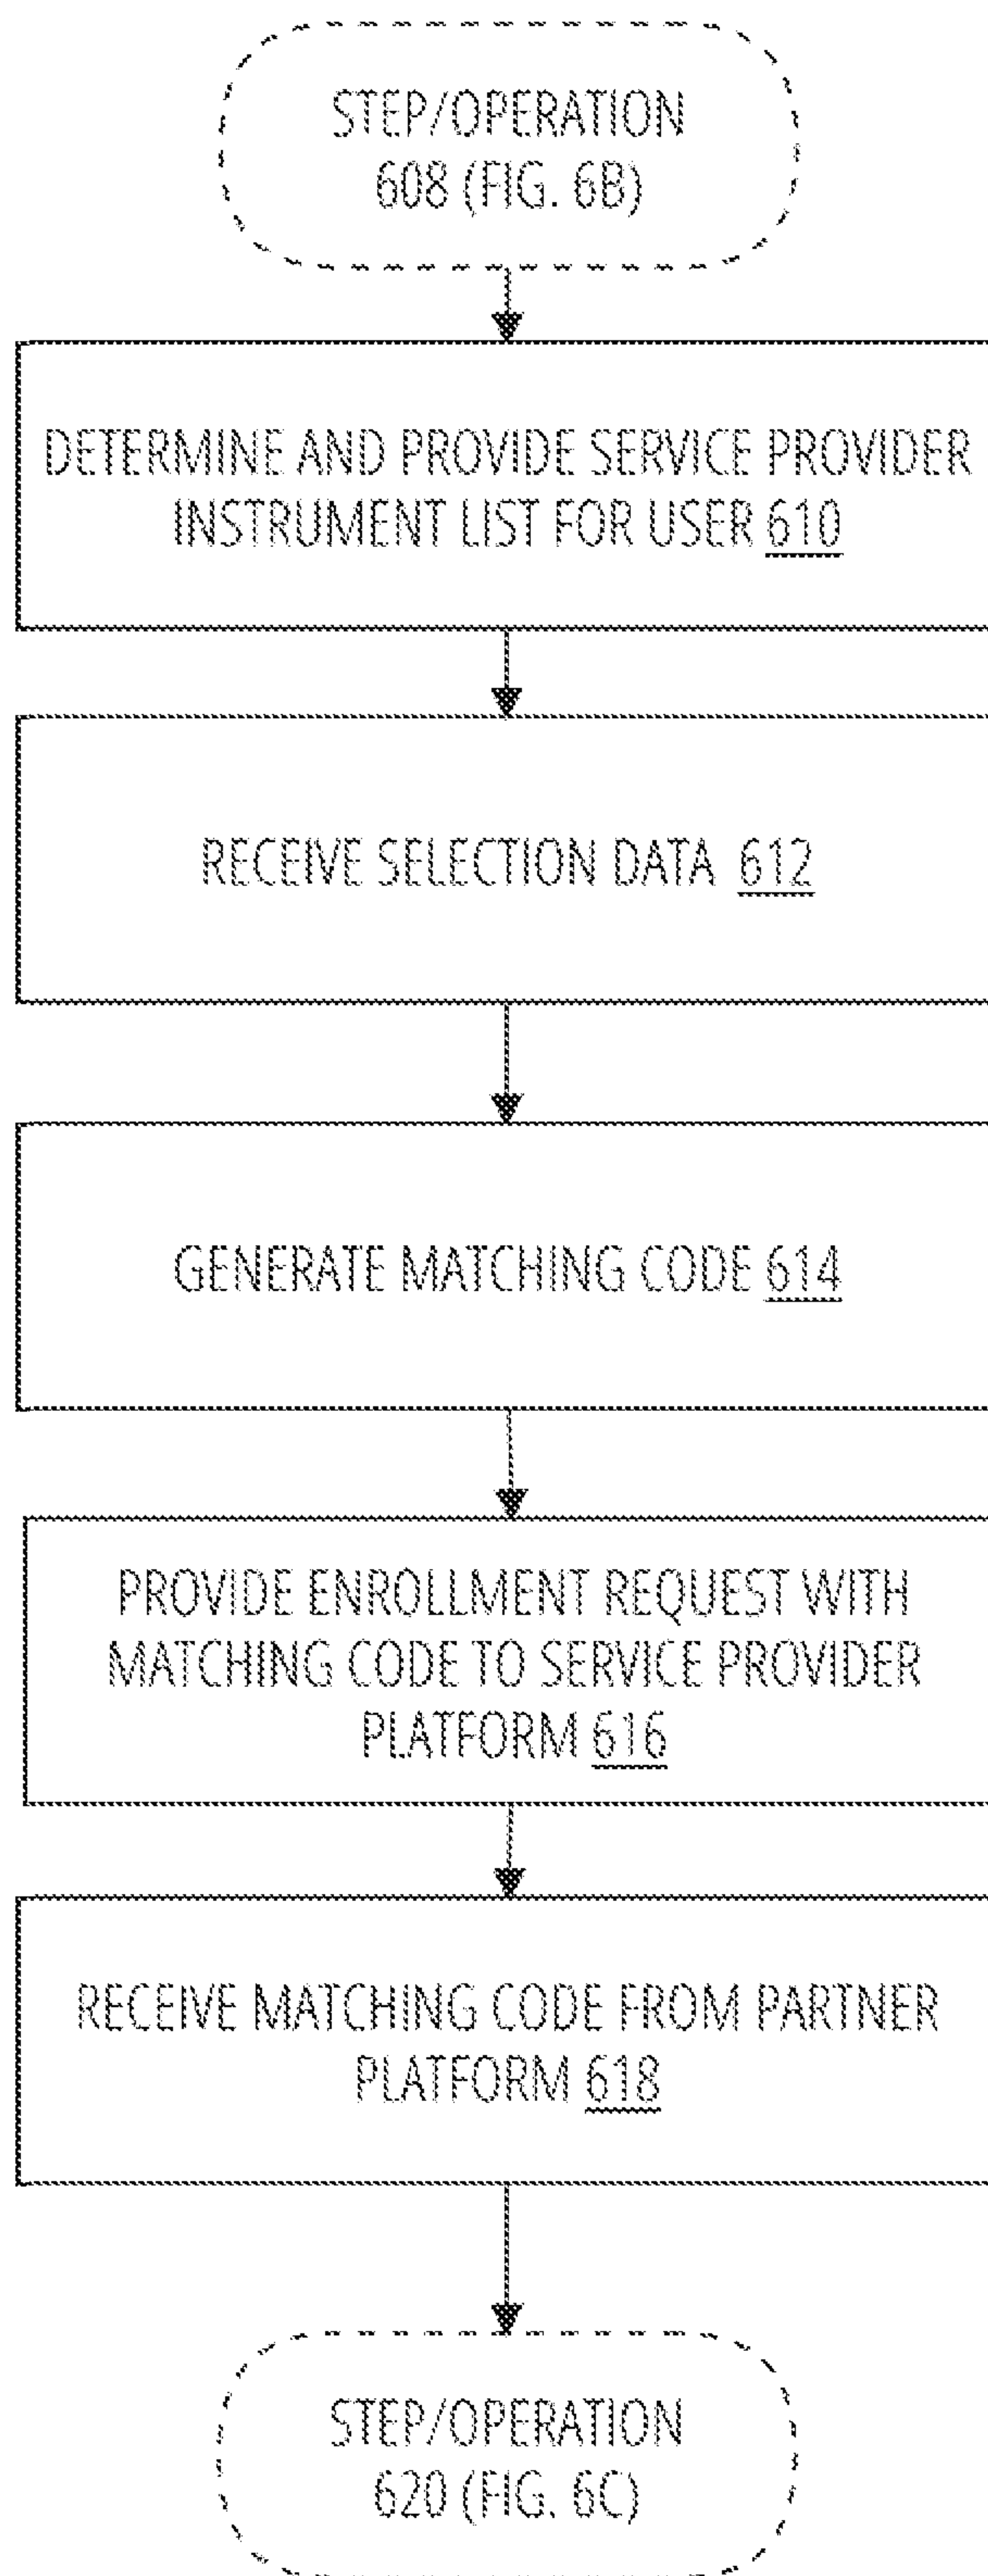 STEP/OPERATION
608 (FIG. 6B)
DETERMINE AND PROVIDE SERVICE PROVIDER
INSTRUMENT LIST FOR USER 610
RECEIVE SELECTION DATA 612
GENERATE MATCHING CODE 614
PROVIDE ENROLLMENT REQUEST WITH
MATCHING CODE TO SERVICE PROVIDER
PLATFORM 616
RECEIVE MATCHING CODE FROM PARTNER
PLATFORM 618
STEP/OPERATION
620 (FIG. 6C)